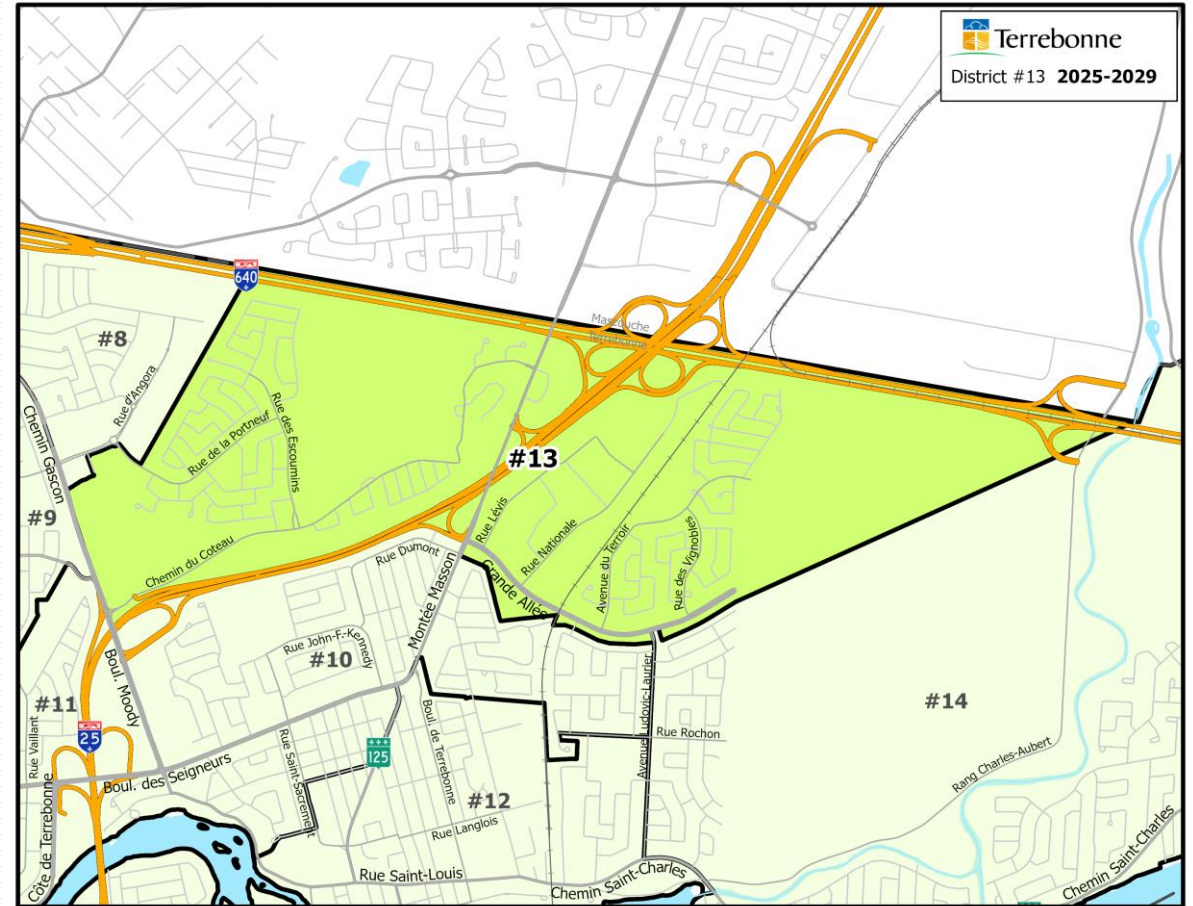 Terrebonne
District #13 2025-2029
640
Mascouche
Terrebonne
#8
Rue d'Angora
Chemin Gascon
Rue de la Portneuf
Rue des Escoumins
#13
#9
Rue Lévis
Rue Nationale
Avenue du Terroir
Rue des Vignobles
Chemin du Coteau
Rue Dumont
Montée Masson
Grande Allée
Rue John-F.-Kennedy
#10
Boul. Moody
#11
25
Rue Vaillant
#14
Avenue Ludovic-Laurier
Rue Rochon
125
Boul. de Terrebonne
Rue Saint-Sacrement
Boul. des Seigneurs
Rang Charles-Aubert
#12
Rue Langlois
Côte de Terrebonne
Rue Saint-Louis
Chemin Saint-Charles
Chemin Saint-Charles